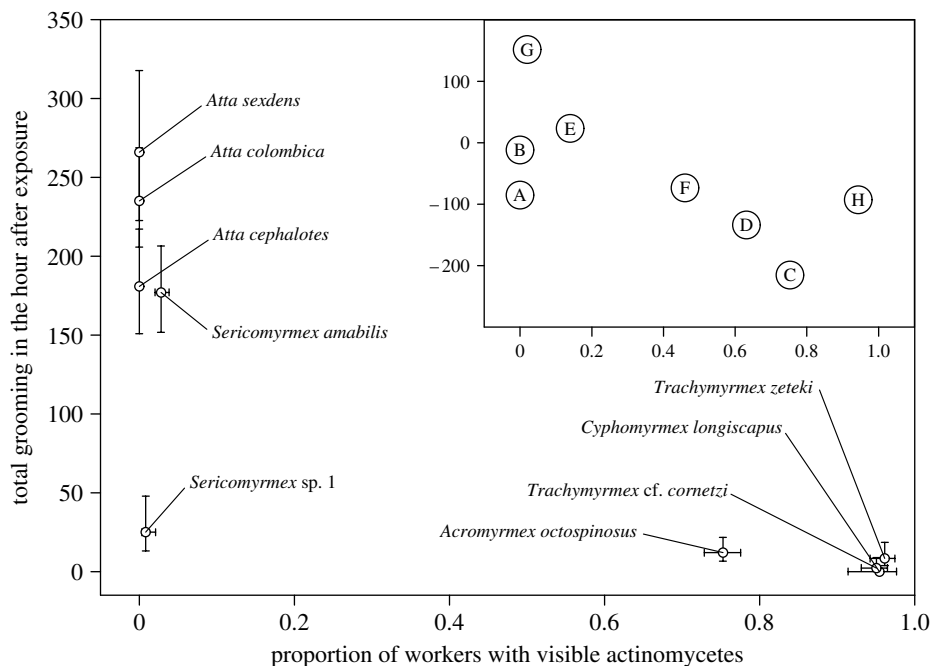 350
300
250
200
150
100
50
0
total grooming in the hour after exposure
0
0.2
0.4
0.6
0.8
1.0
proportion of workers with visible actinomycetes
Atta sexdens
Atta colombica
Atta cephalotes
Sericomyrmex amabilis
Sericomyrmex sp. 1
Trachymyrmex zeteki
Cyphomyrmex longiscapus
Trachymyrmex cf. cornetzi
Acromyrmex octospinosus
100
0
−100
−200
0
0.2
0.4
0.6
0.8
1.0
G
E
B
A
F
D
H
C